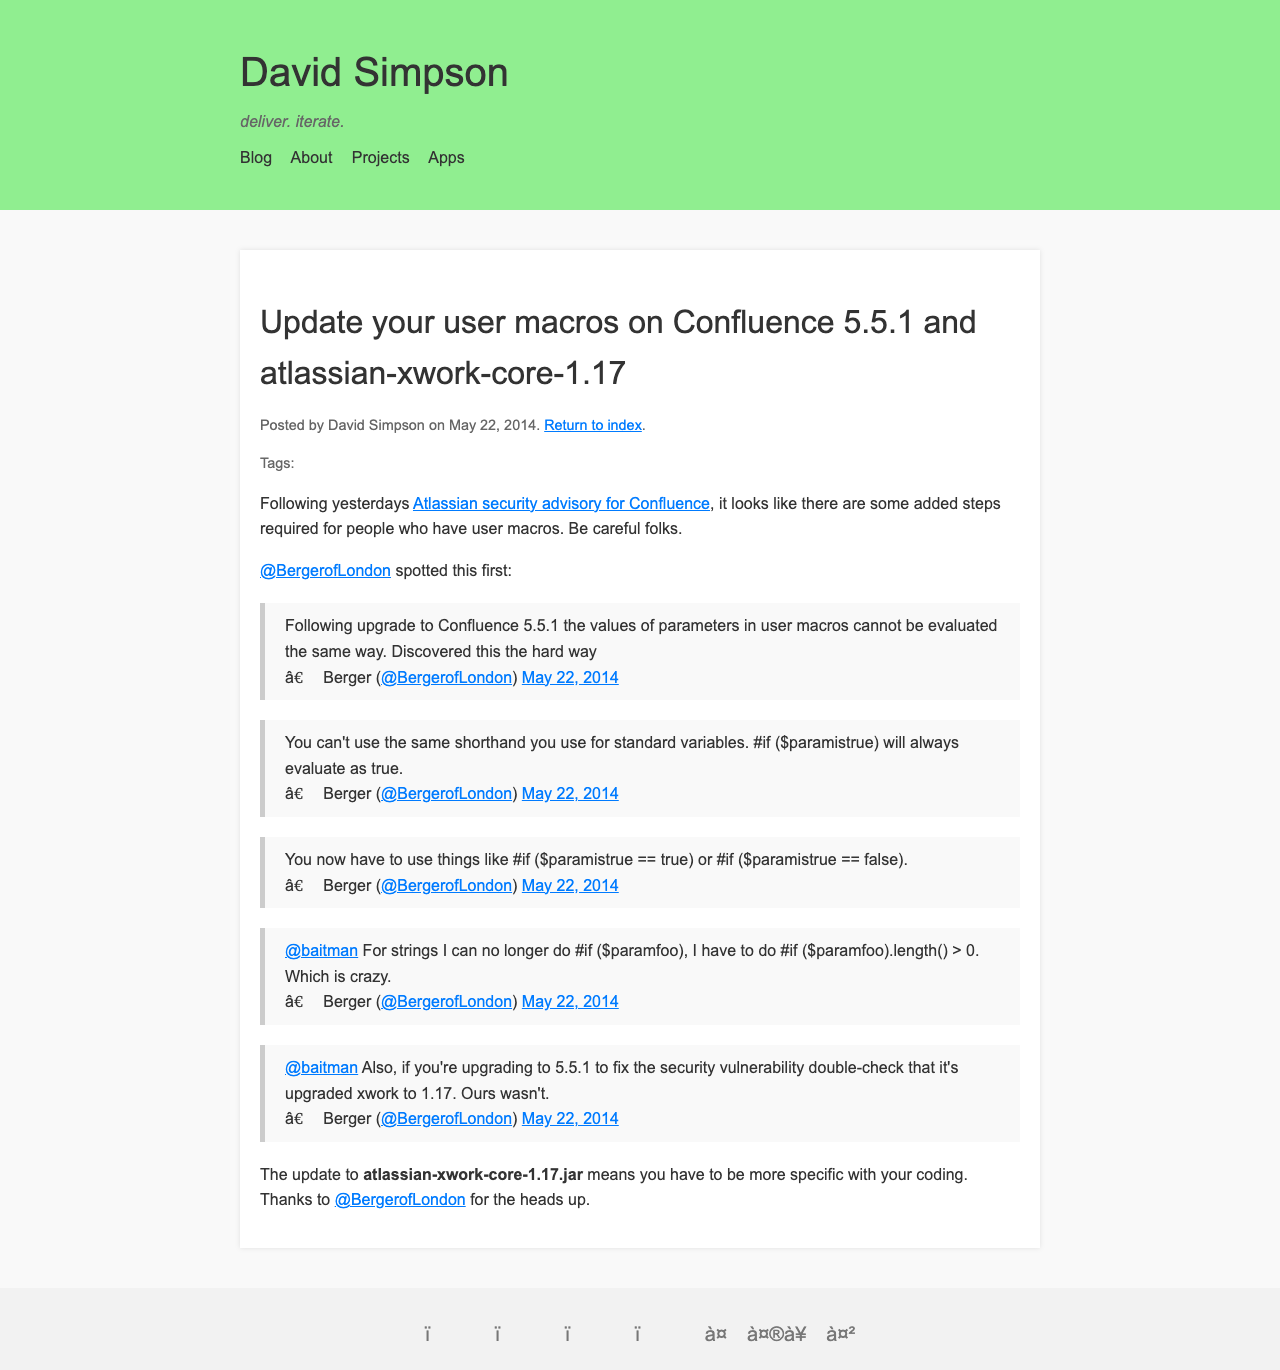 David Simpson
deliver. iterate.
Blog About Projects Apps
Update your user macros on Confluence 5.5.1 and
atlassian-xwork-core-1.17
Posted by David Simpson on May 22, 2014. Return to index.
Tags:
Following yesterdays Atlassian security advisory for Confluence, it looks like there are some added steps
required for people who have user macros. Be careful folks.
@BergerofLondon spotted this first:
Following upgrade to Confluence 5.5.1 the values of parameters in user macros cannot be evaluated
the same way. Discovered this the hard way
â€ Berger (@BergerofLondon) May 22, 2014
You can't use the same shorthand you use for standard variables. #if ($paramistrue) will always
evaluate as true.
â€ Berger (@BergerofLondon) May 22, 2014
You now have to use things like #if ($paramistrue == true) or #if ($paramistrue == false).
â€ Berger (@BergerofLondon) May 22, 2014
@baitman For strings I can no longer do #if ($paramfoo), I have to do #if ($paramfoo).length() > 0.
Which is crazy.
â€ Berger (@BergerofLondon) May 22, 2014
@baitman Also, if you're upgrading to 5.5.1 to fix the security vulnerability double-check that it's
upgraded xwork to 1.17. Ours wasn't.
â€ Berger (@BergerofLondon) May 22, 2014
The update to atlassian-xwork-core-1.17.jar means you have to be more specific with your coding.
Thanks to @BergerofLondon for the heads up.
ï ï ï ï à¤ à¤®à¥ à¤²